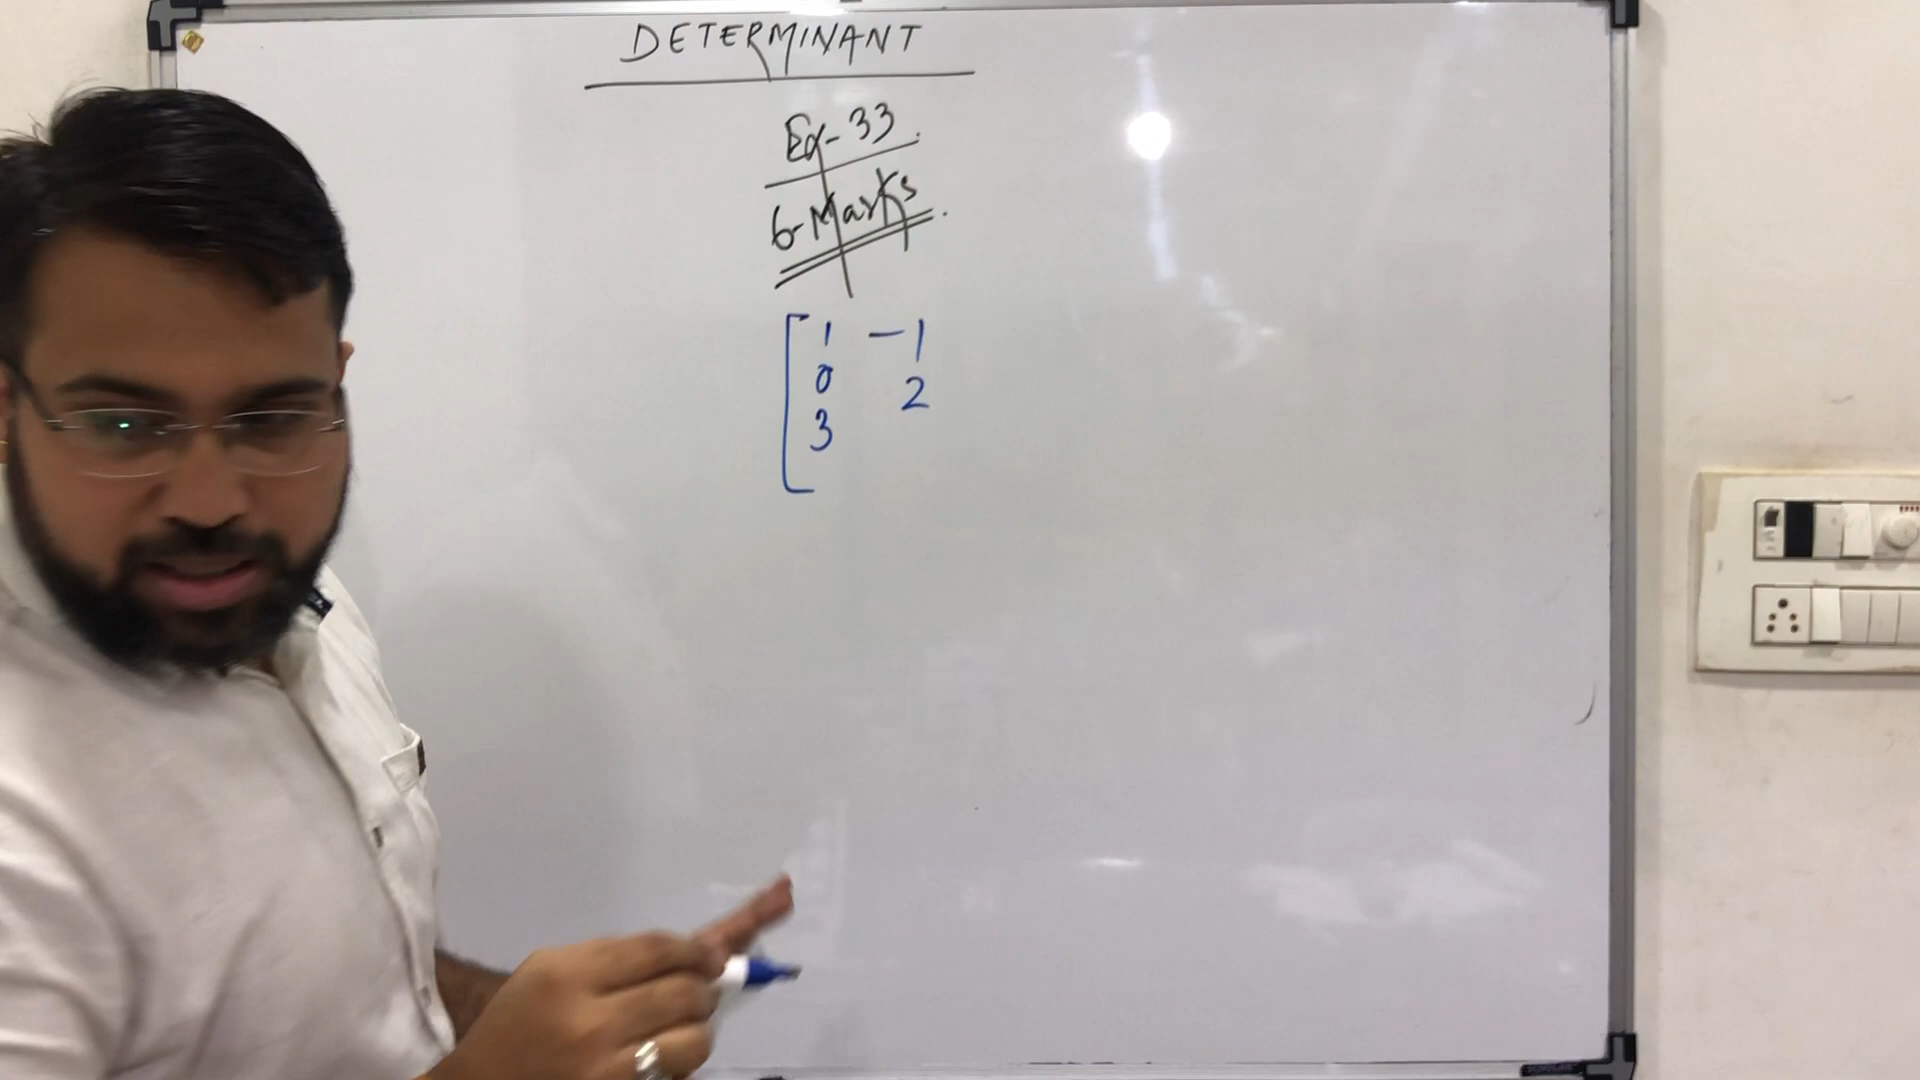 DETERMINANT
Ex-33.
6-Marks.
1 -1
0 2
3